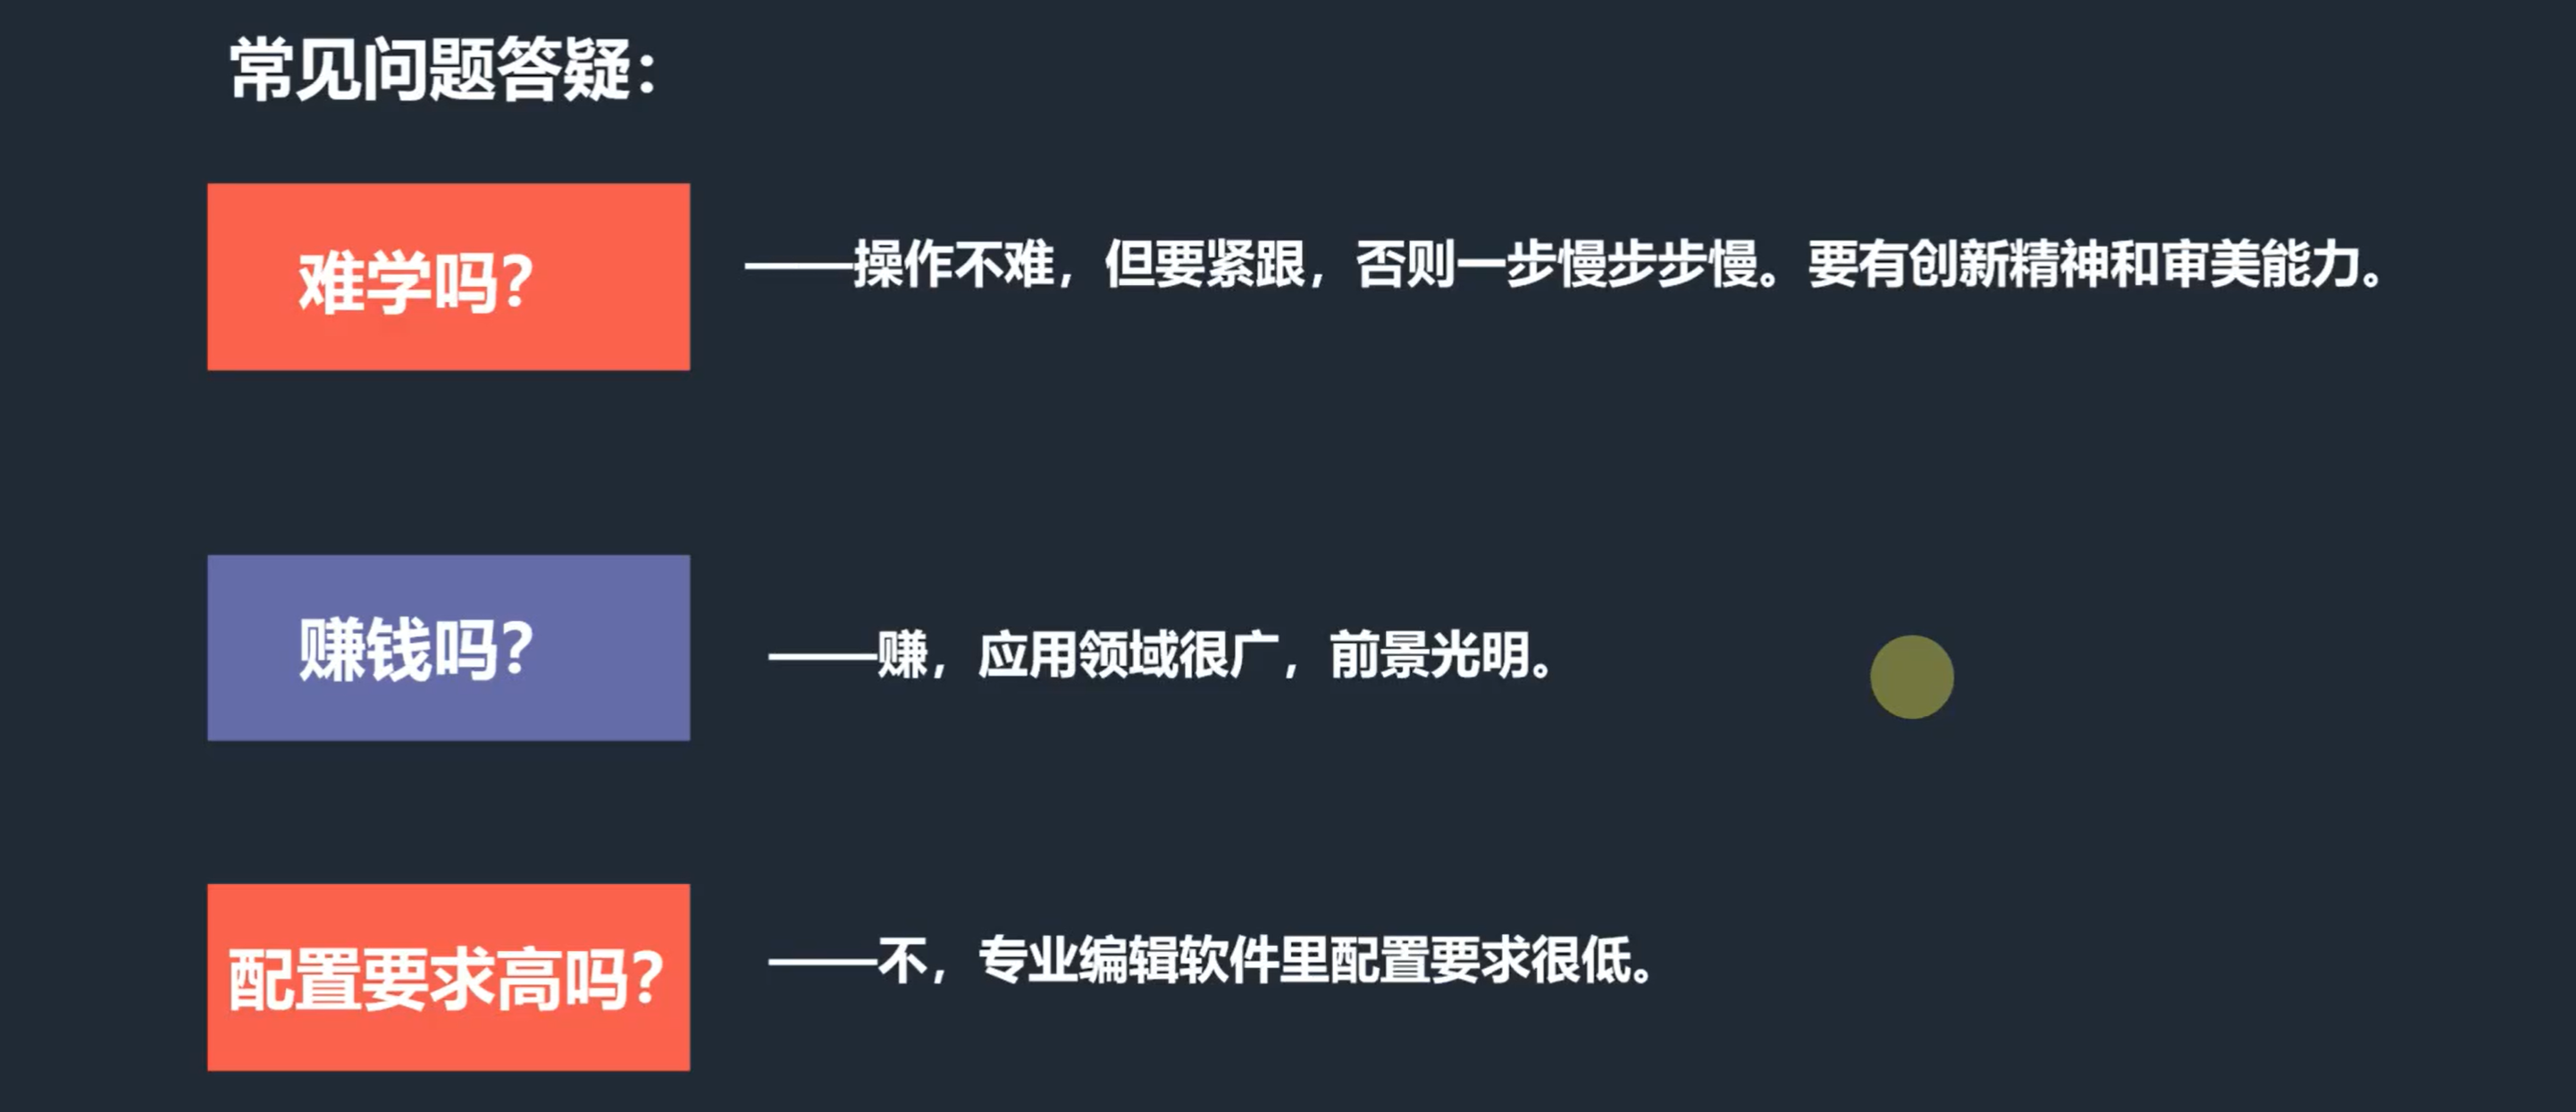 常见问题答疑：
难学吗？
——操作不难，但要紧跟，否则一步慢步步慢。要有创新精神和审美能力。
赚钱吗？
——赚，应用领域很广，前景光明。
配置要求高吗？
——不，专业编辑软件里配置要求很低。